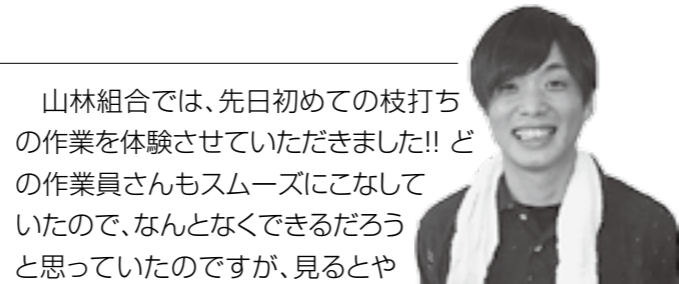 山林組合では、先日初めての枝打ち
の作業を体験させていただきました!! ど
の作業員さんもスムーズにこなして
いたので、なんとなくできるだろう
と思っていたのですが、見るとや